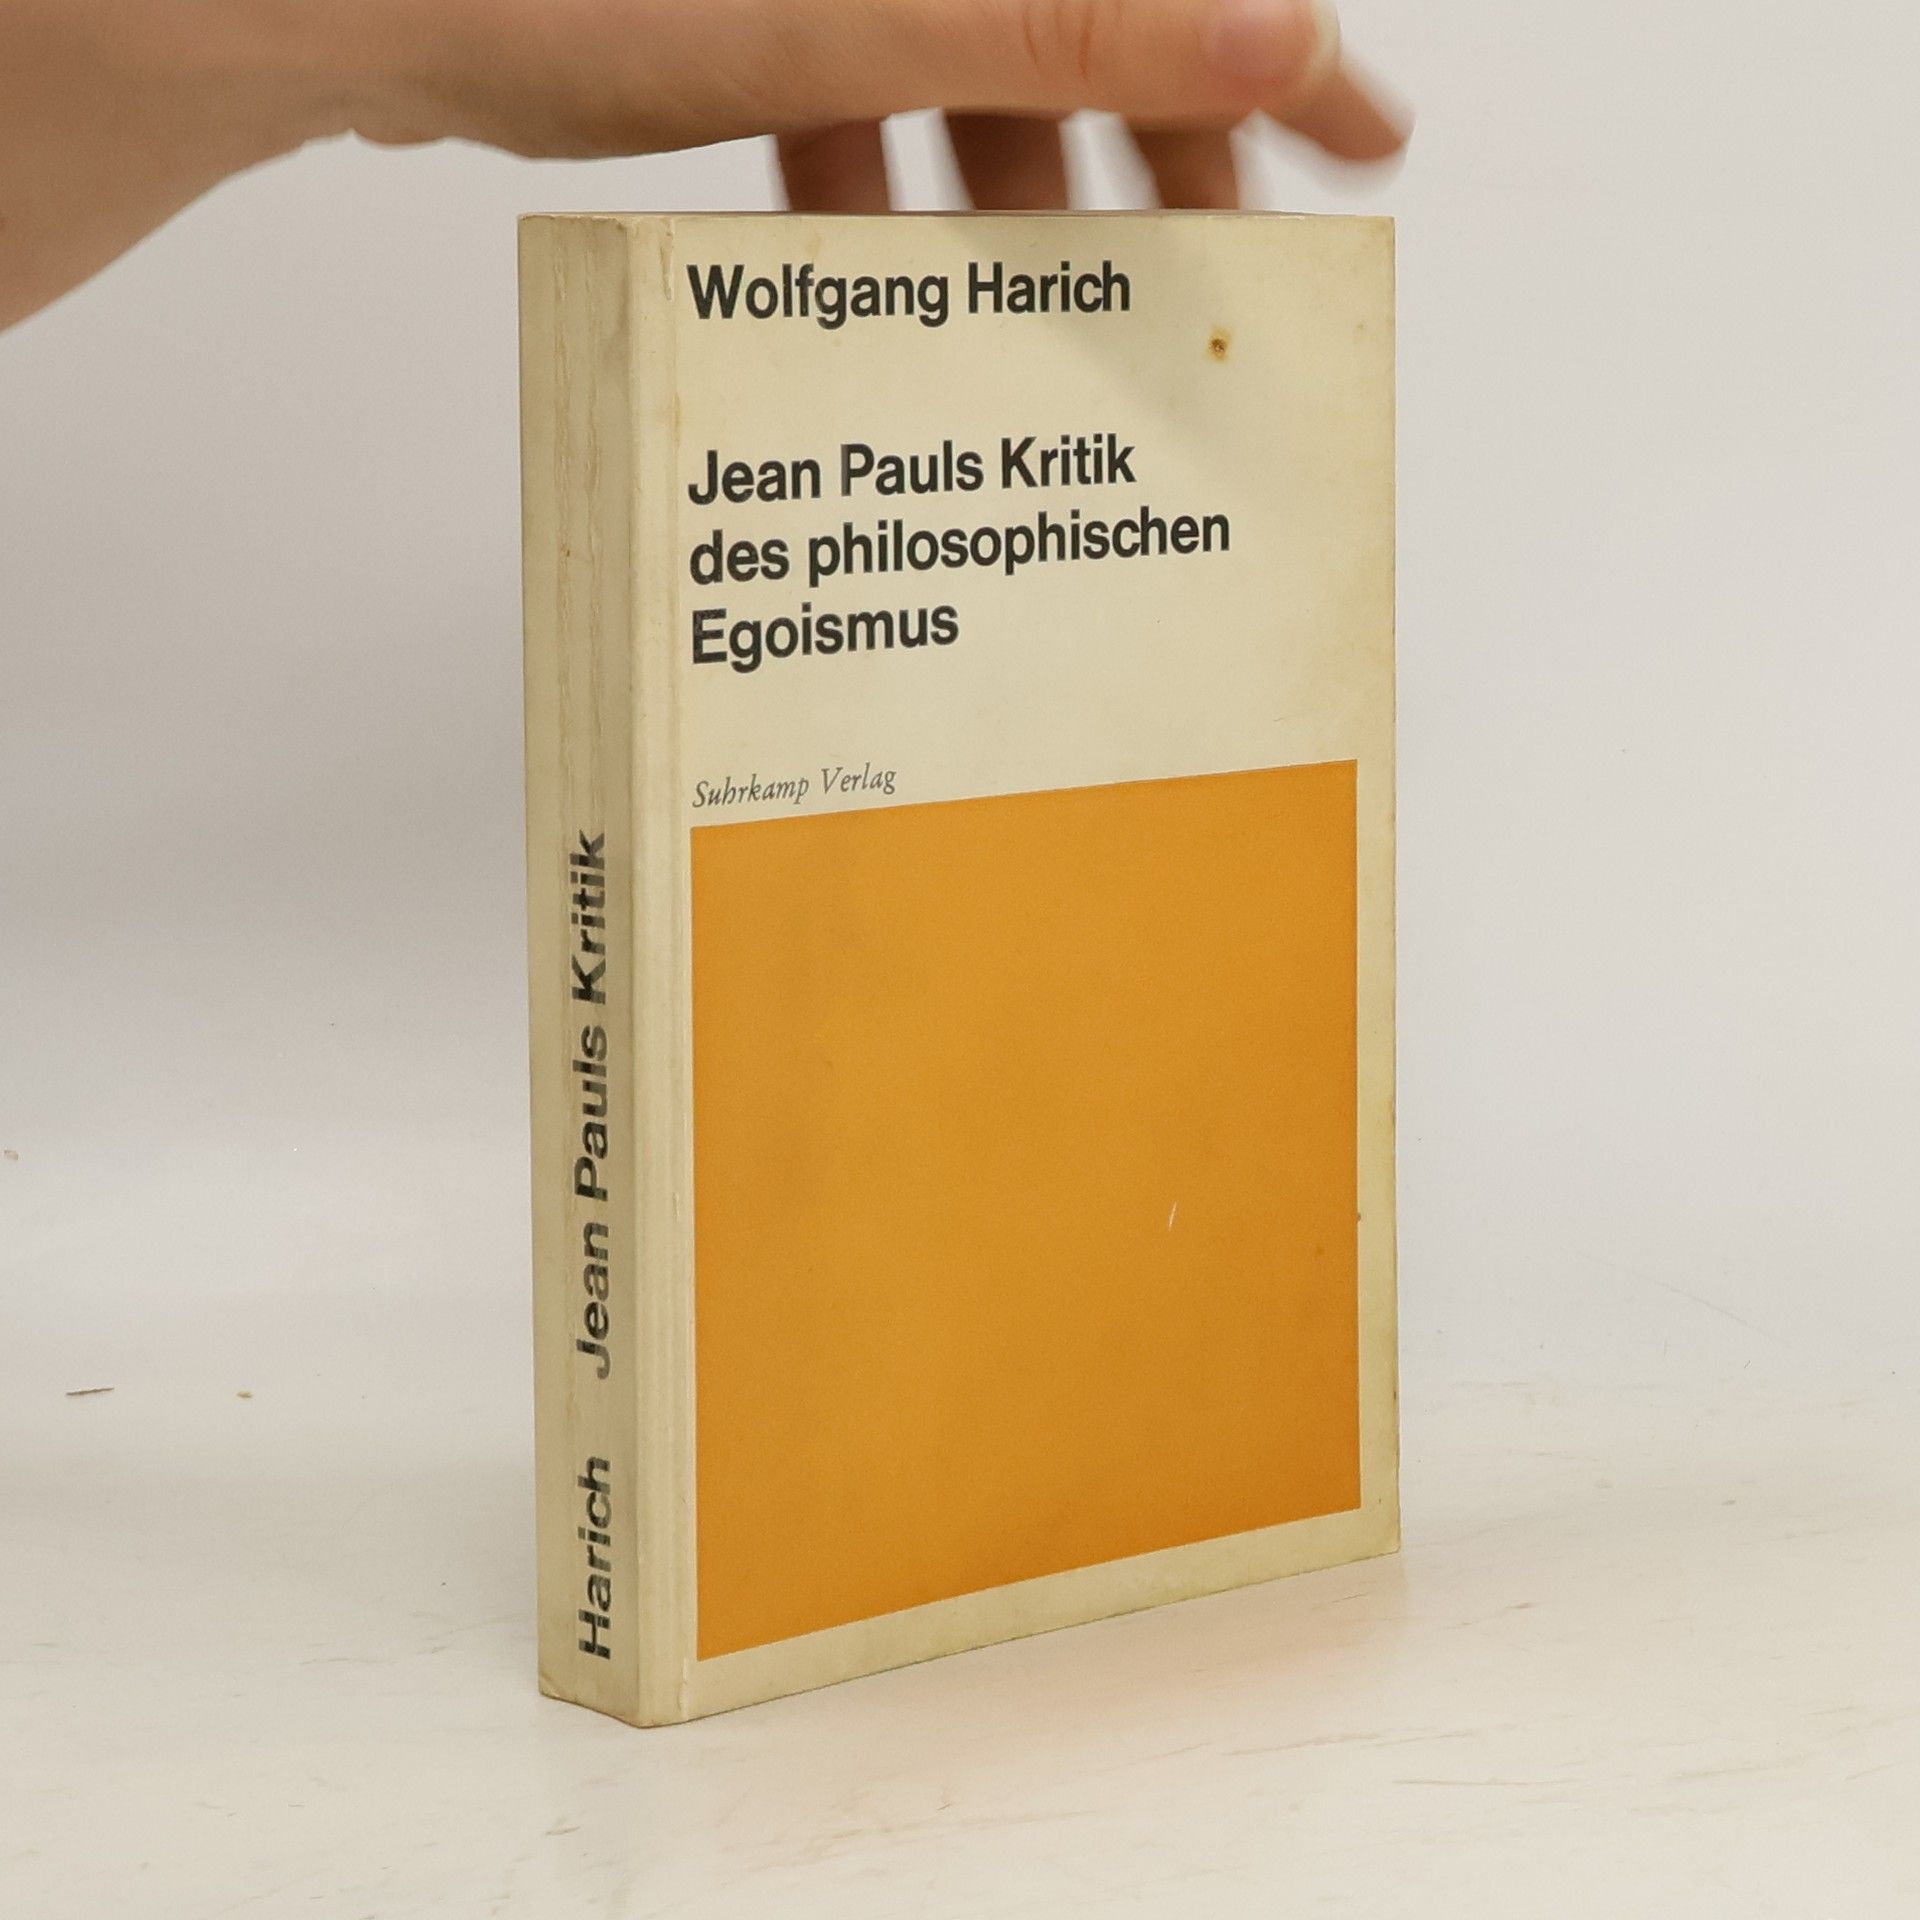 Wolfgang Harich
Jean Pauls Kritik
des philosophischen
Egoismus
Suhrkamp Verlag
Harich Jean Pauls Kritik